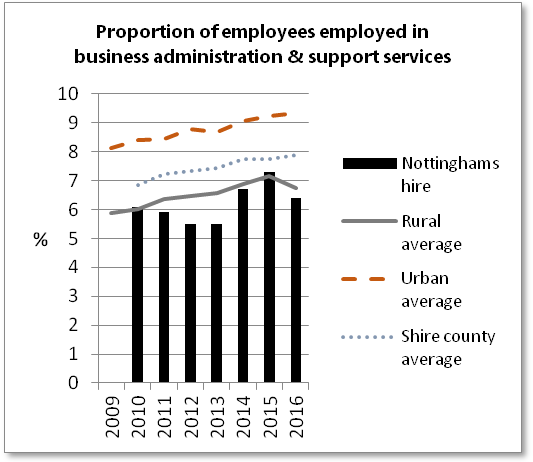 Proportion of employees employed in
business administration & support services
10
9
8
7
6
5
4
3
2
1
0
%
2009
2010
2011
2012
2013
2014
2015
2016
Nottinghams
hire
Rural
average
Urban
average
Shire county
average